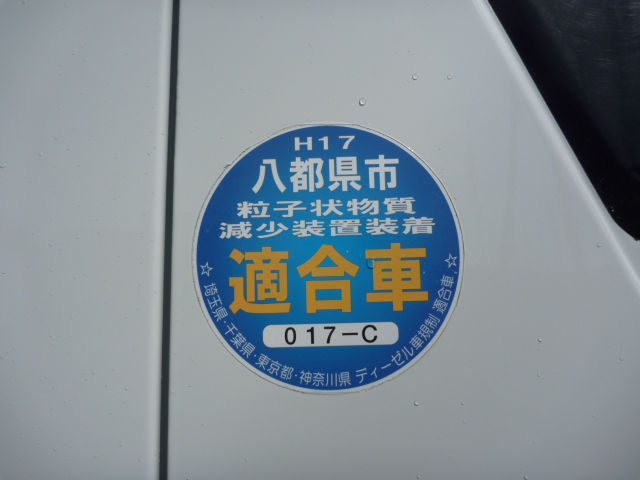 H17
八都県市
粒子状物質
減少装置装着
適合車
017-C
☆埼玉県・千葉県・東京都・神奈川県 ディーゼル車規制 適合車☆